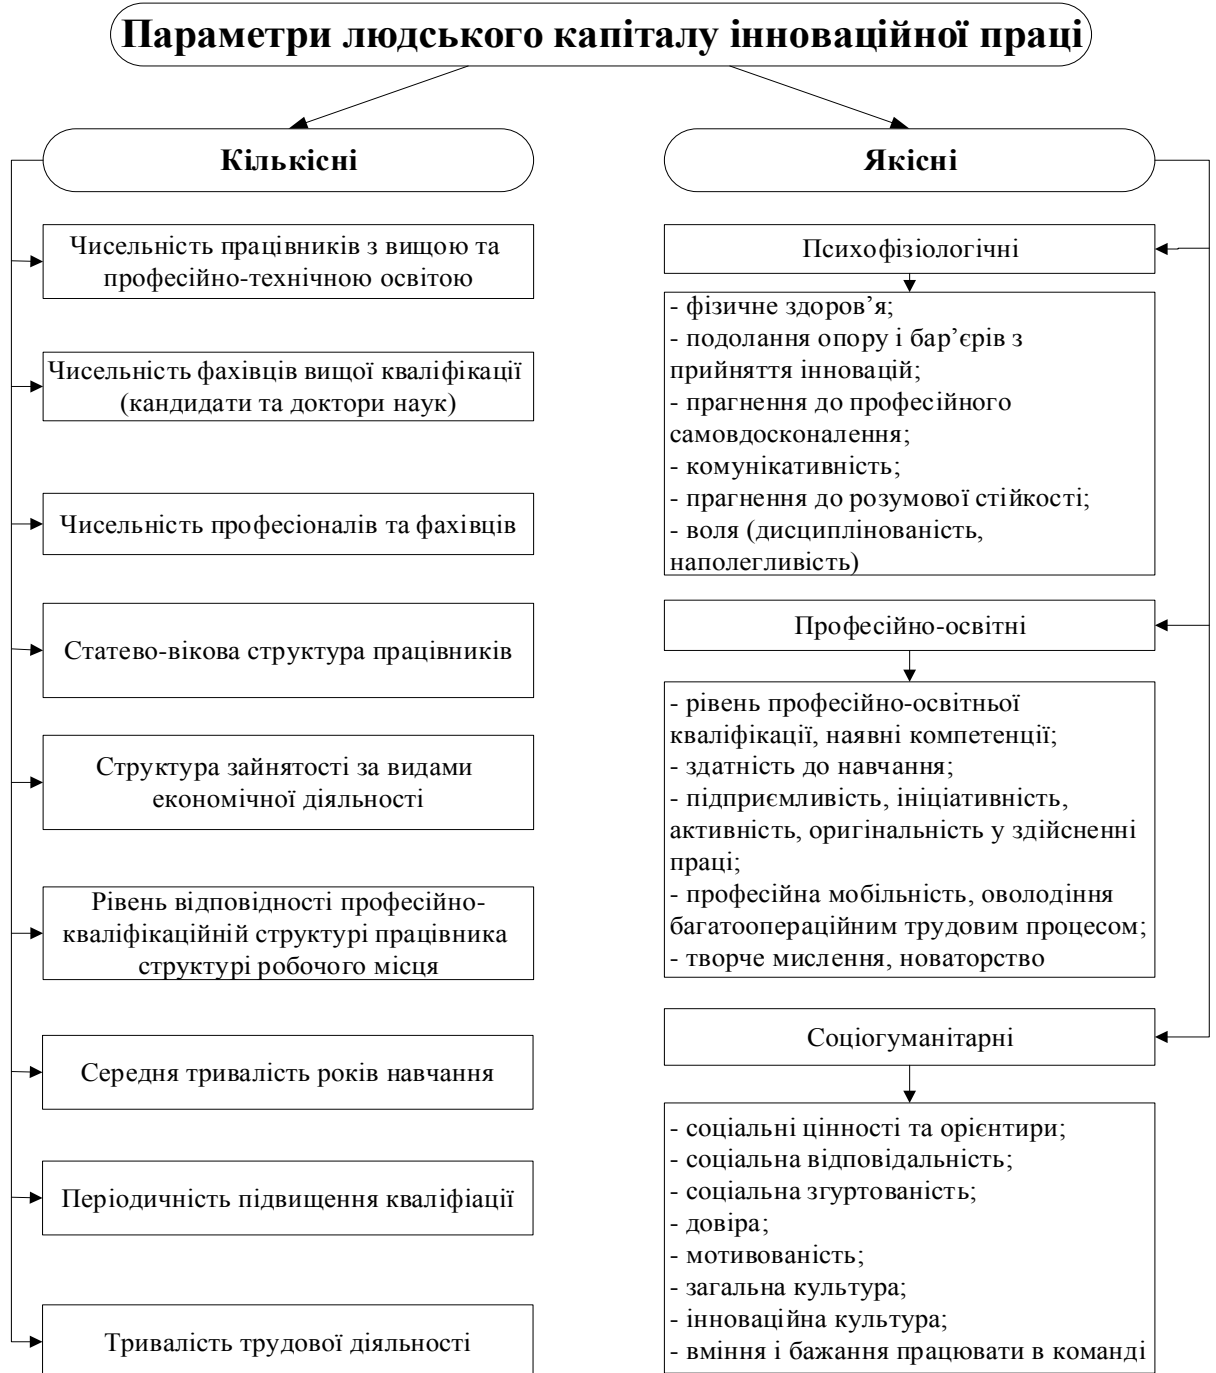 Параметри людського капіталу інноваційної праці
Кількісні
Чисельність працівників з вищою та
професійно-технічною освітою
Чисельність фахівців вищої кваліфікації
(кандидати та доктори наук)
Чисельність професіоналів та фахівців
Статево-вікова структура працівників
Структура зайнятості за видами
економічної діяльності
Рівень відповідності професійно-
кваліфікаційній структурі працівника
структурі робочого місця
Середня тривалість років навчання
Періодичність підвищення кваліфіації
Тривалість трудової діяльності
Якісні
Психофізіологічні
- фізичне здоров’я;
- подолання опору і бар’єрів з
прийняття інновацій;
- прагнення до професійного
самовдосконалення;
- комунікативність;
- прагнення до розумової стійкості;
- воля (дисциплінованість,
наполегливість)
Професійно-освітні
- рівень професійно-освітньої
кваліфікації, наявні компетенції;
- здатність до навчання;
- підприємливість, ініціативність,
активність, оригінальність у здійсненні
праці;
- професійна мобільність, оволодіння
багатоопераційним трудовим процесом;
- творче мислення, новаторство
Соціогуманітарні
- соціальні цінності та орієнтири;
- соціальна відповідальність;
- соціальна згуртованість;
- довіра;
- мотивованість;
- загальна культура;
- інноваційна культура;
- вміння і бажання працювати в команді